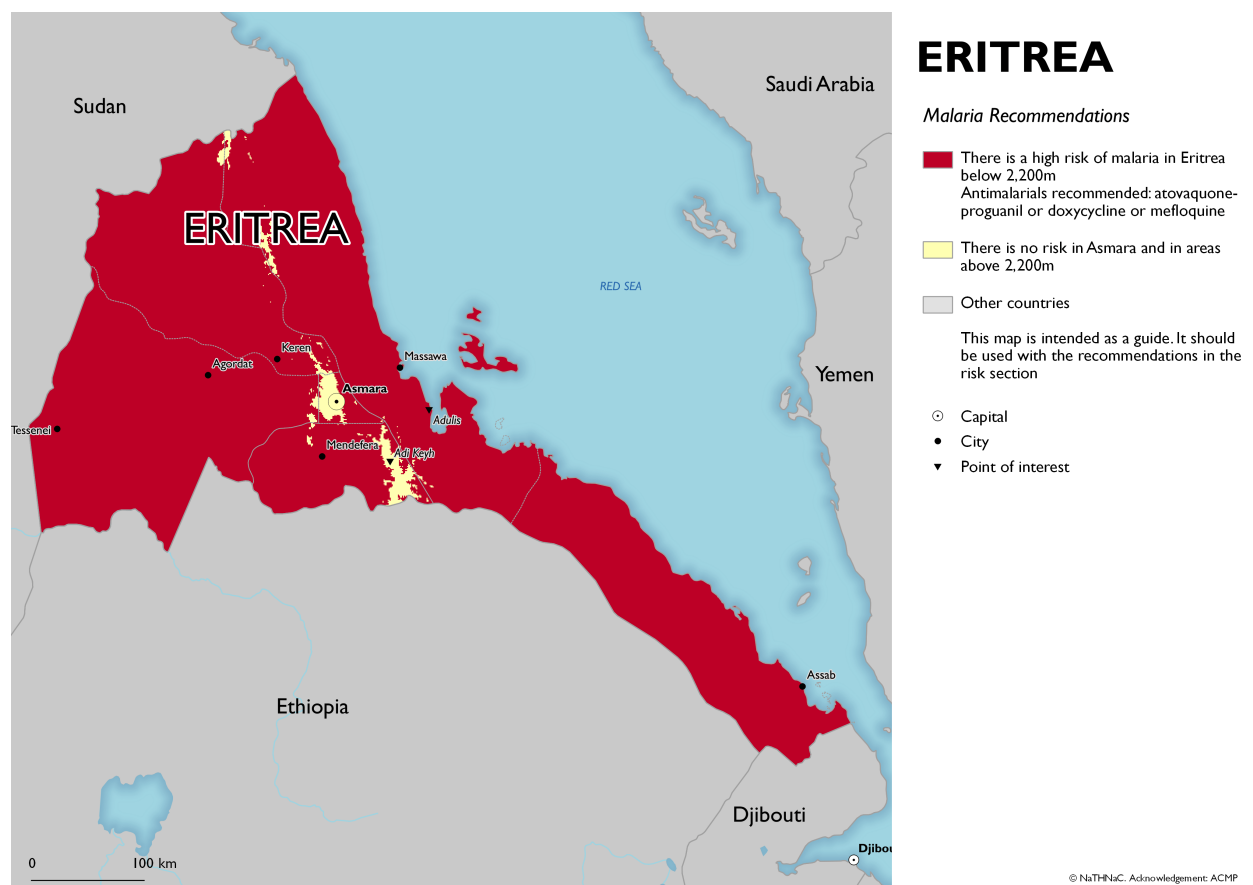 ERITREA
Malaria Recommendations
There is a high risk of malaria in Eritrea
below 2,200m
Antimalarials recommended: atovaquone-
proguanil or doxycycline or mefloquine
There is no risk in Asmara and in areas
above 2,200m
Other countries
This map is intended as a guide. It should
be used with the recommendations in the
risk section
Capital
City
Point of interest
Sudan
Saudi Arabia
ERITREA
RED SEA
Keren
Massawa
Agordat
Yemen
Asmara
Adulis
Tessenei
Mendefera
Adi Keyh
Assab
Ethiopia
Djibouti
Djibou
0 100 km
© NaTHNaC. Acknowledgement: ACMP